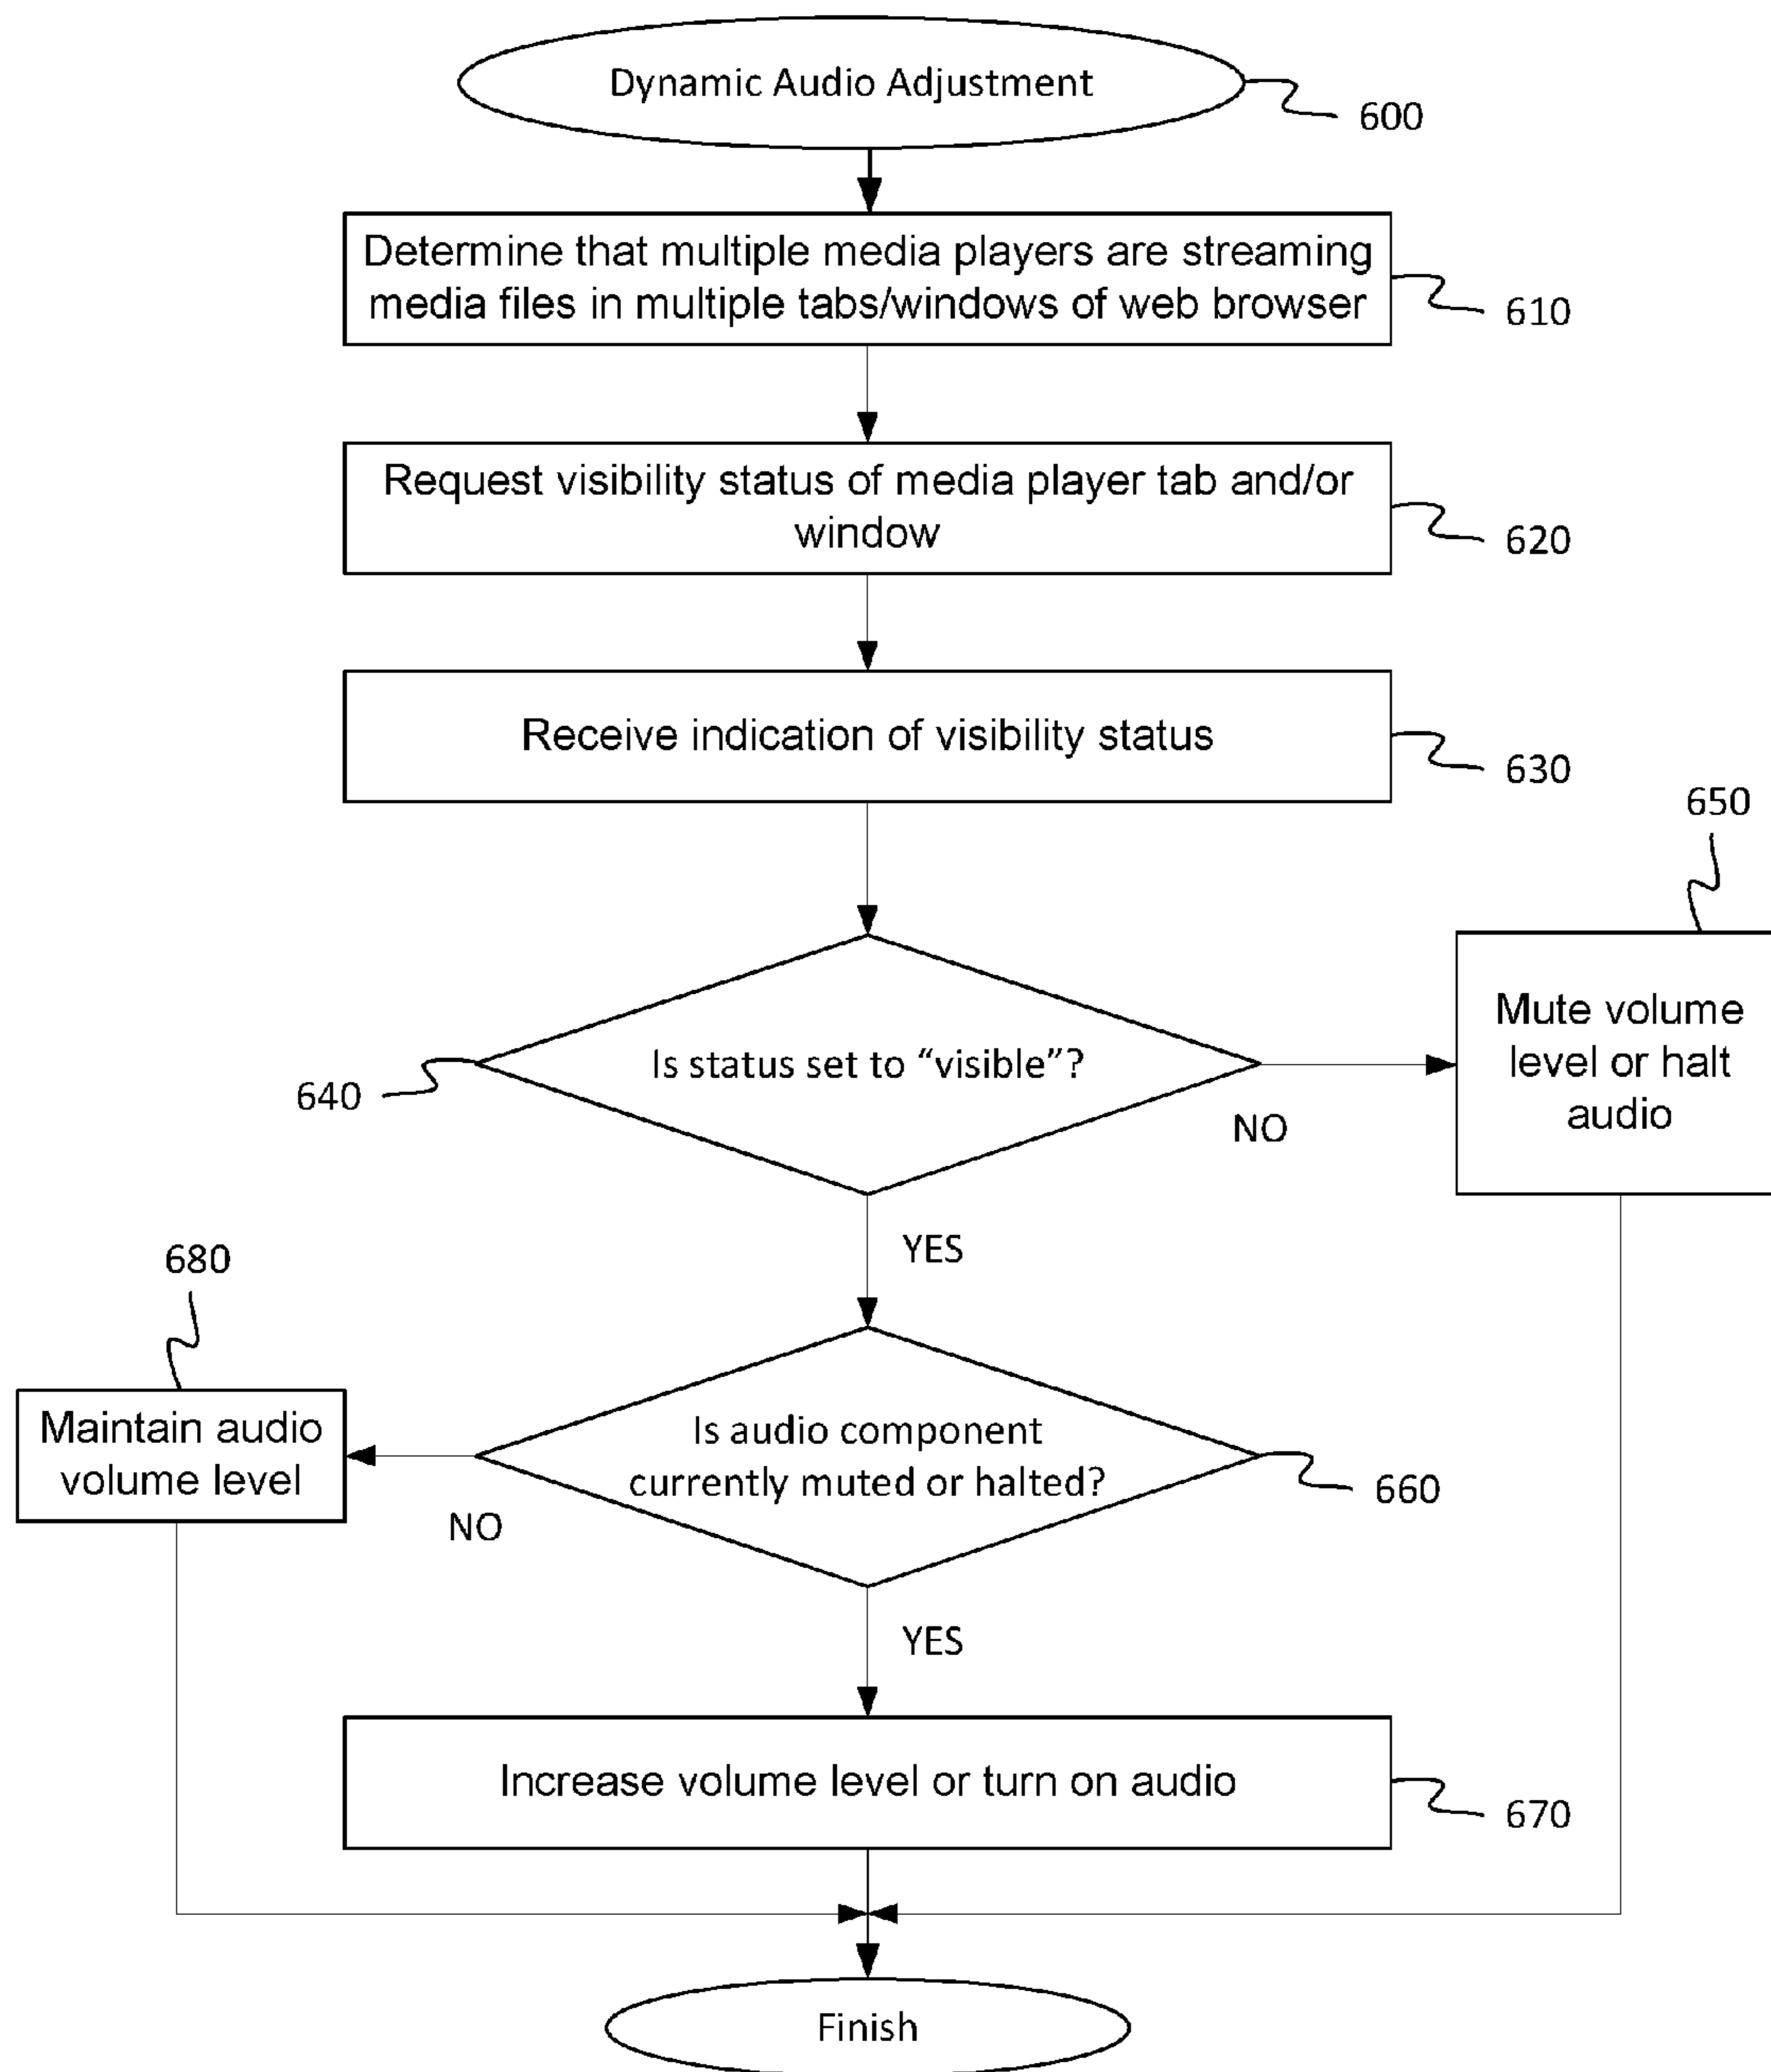 Dynamic Audio Adjustment
600
Determine that multiple media players are streaming
media files in multiple tabs/windows of web browser
610
Request visibility status of media player tab and/or
window
620
Receive indication of visibility status
630
650
Mute volume
level or halt
audio
Is status set to “visible”?
640
NO
YES
680
Maintain audio
volume level
Is audio component
currently muted or halted?
660
NO
YES
Increase volume level or turn on audio
670
Finish